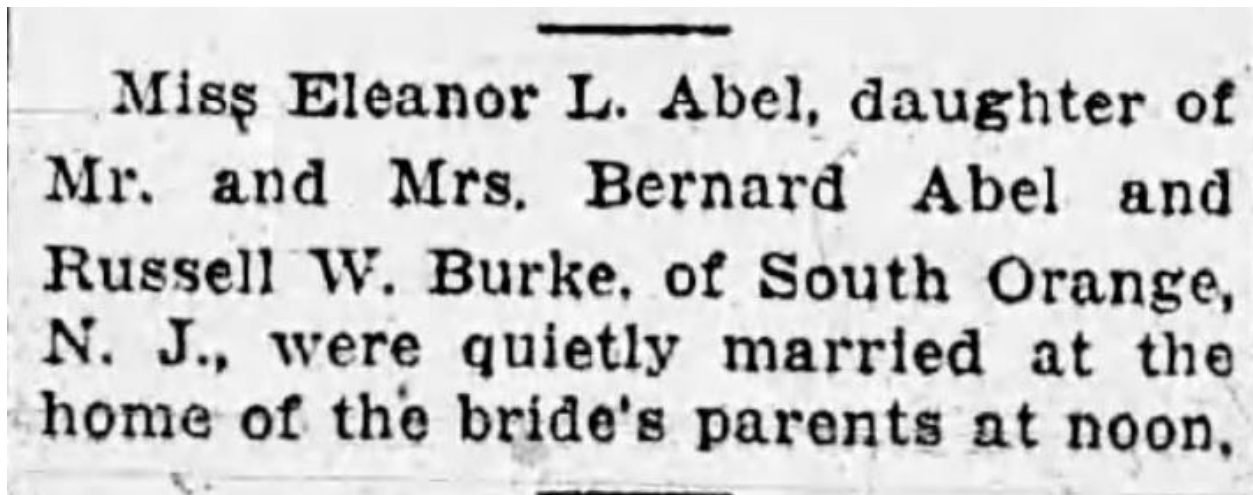 Miss Eleanor L. Abel, daughter of
Mr. and Mrs. Bernard Abel and
Russell W. Burke, of South Orange,
N. J., were quietly married at the
home of the bride's parents at noon,